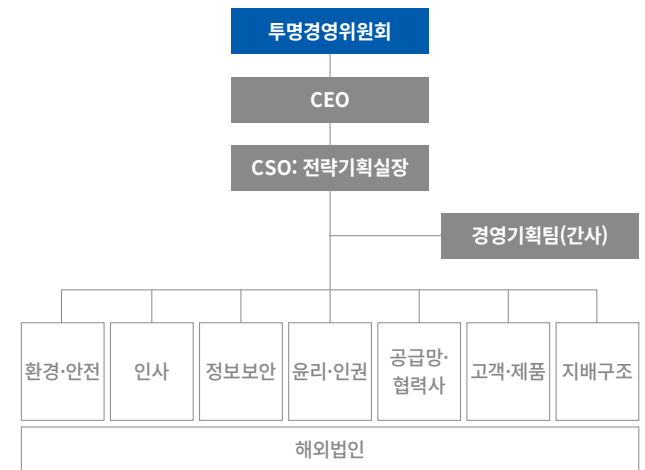 투명경영위원회
CEO
CSO: 전략기획실장
경영기획팀(간사)
환경·안전
인사
정보보안
윤리·인권
공급망·
협력사
고객·제품
지배구조
해외법인